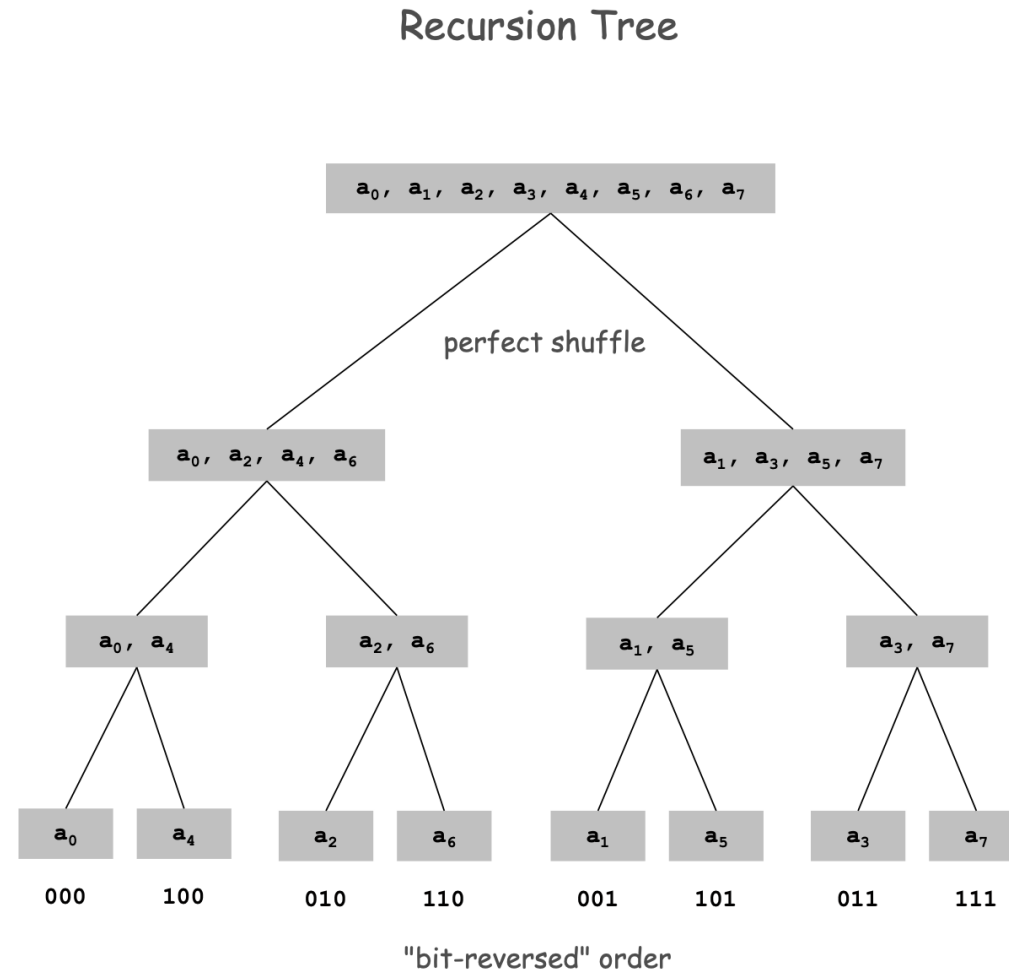 Recursion Tree
a₀, a₁, a₂, a₃, a₄, a₅, a₆, a₇
perfect shuffle
a₀, a₂, a₄, a₆
a₁, a₃, a₅, a₇
a₀, a₄
a₂, a₆
a₁, a₅
a₃, a₇
a₀
a₄
a₂
a₆
a₁
a₅
a₃
a₇
000
100
010
110
001
101
011
111
"bit-reversed" order